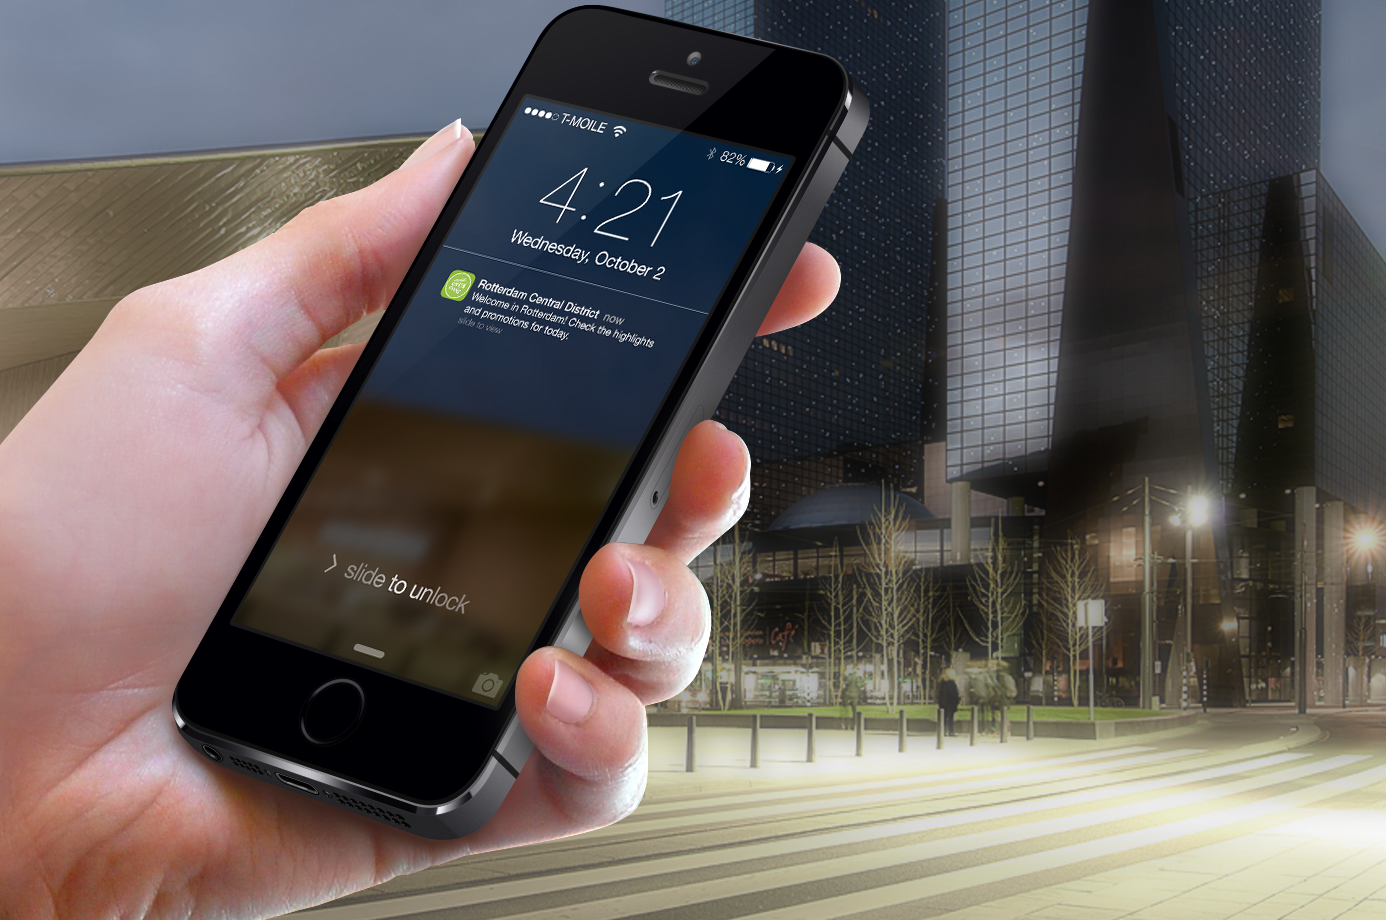 T-MOILE
82%
4:21
Wednesday, October 2
Rotterdam Central District now
Welcome in Rotterdam! Check the highlights
and promotions for today.
slide to view
> slide to unlock
Café